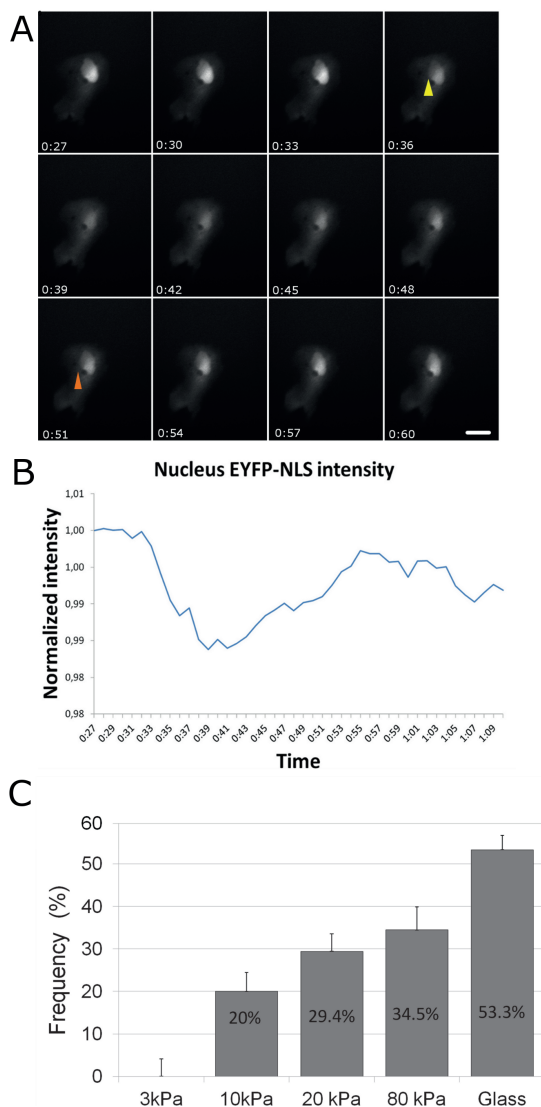 A
0:27 0:30 0:33 0:36
0:39 0:42 0:45 0:48
0:51 0:54 0:57 0:60
B
Nucleus EYFP-NLS intensity
Normalized intensity
1,01
1,00
1,00
0,99
0,99
0,98
0,98
0:27 0:29 0:31 0:33 0:35 0:37 0:39 0:41 0:43 0:45 0:47 0:49 0:51 0:53 0:55 0:57 0:59 1:01 1:03 1:05 1:07 1:09
Time
C
Frequency (%)
60
50
40
30
20
10
0
20% 29.4% 34.5% 53.3%
3kPa 10kPa 20 kPa 80 kPa Glass